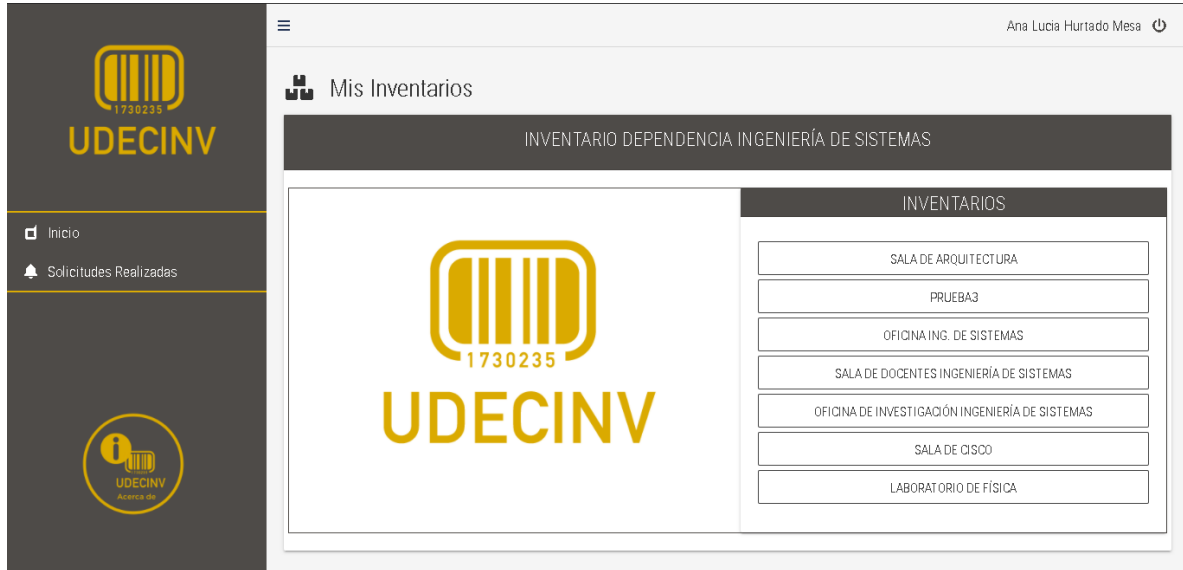 Ana Lucia Hurtado Mesa
1730235
UDECINV
Inicio
Solicitudes Realizadas
UDECINV
Acerca de
Mis Inventarios
INVENTARIO DEPENDENCIA INGENIERÍA DE SISTEMAS
1730235
UDECINV
INVENTARIOS
SALA DE ARQUITECTURA
PRUEBA3
OFICINA ING. DE SISTEMAS
SALA DE DOCENTES INGENIERÍA DE SISTEMAS
OFICINA DE INVESTIGACIÓN INGENIERÍA DE SISTEMAS
SALA DE CISCO
LABORATORIO DE FÍSICA